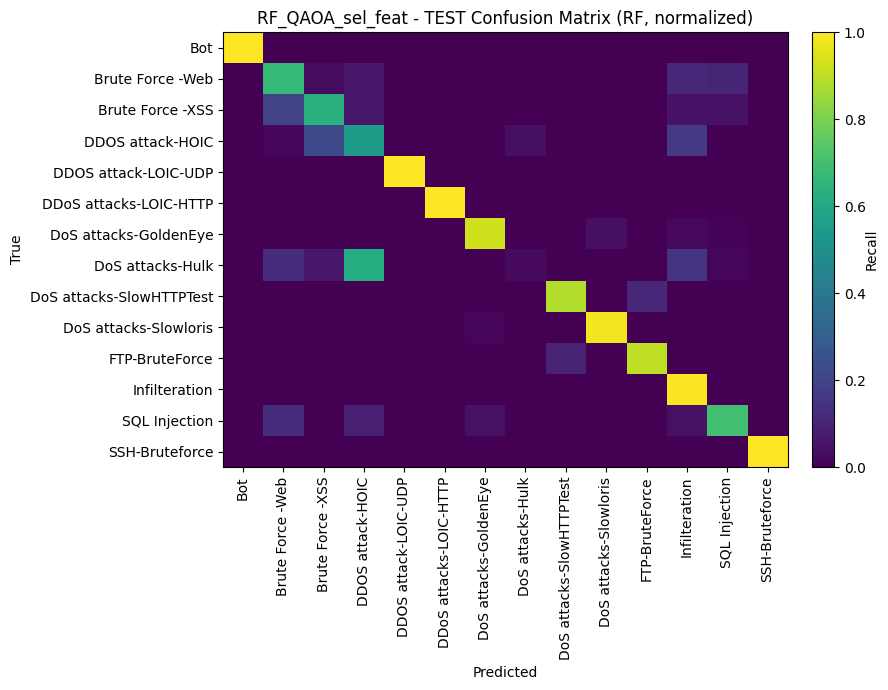 RF_QAOA_sel_feat - TEST Confusion Matrix (RF, normalized)
True
Bot
Brute Force -Web
Brute Force -XSS
DDOS attack-HOIC
DDOS attack-LOIC-UDP
DDoS attacks-LOIC-HTTP
DoS attacks-GoldenEye
DoS attacks-Hulk
DoS attacks-SlowHTTPTest
DoS attacks-Slowloris
FTP-BruteForce
Infilteration
SQL Injection
SSH-Bruteforce
Bot
Brute Force -Web
Brute Force -XSS
DDOS attack-HOIC
DDOS attack-LOIC-UDP
DDoS attacks-LOIC-HTTP
DoS attacks-GoldenEye
DoS attacks-Hulk
DoS attacks-SlowHTTPTest
DoS attacks-Slowloris
FTP-BruteForce
Infilteration
SQL Injection
SSH-Bruteforce
Predicted
1.0
0.8
0.6
0.4
0.2
0.0
Recall